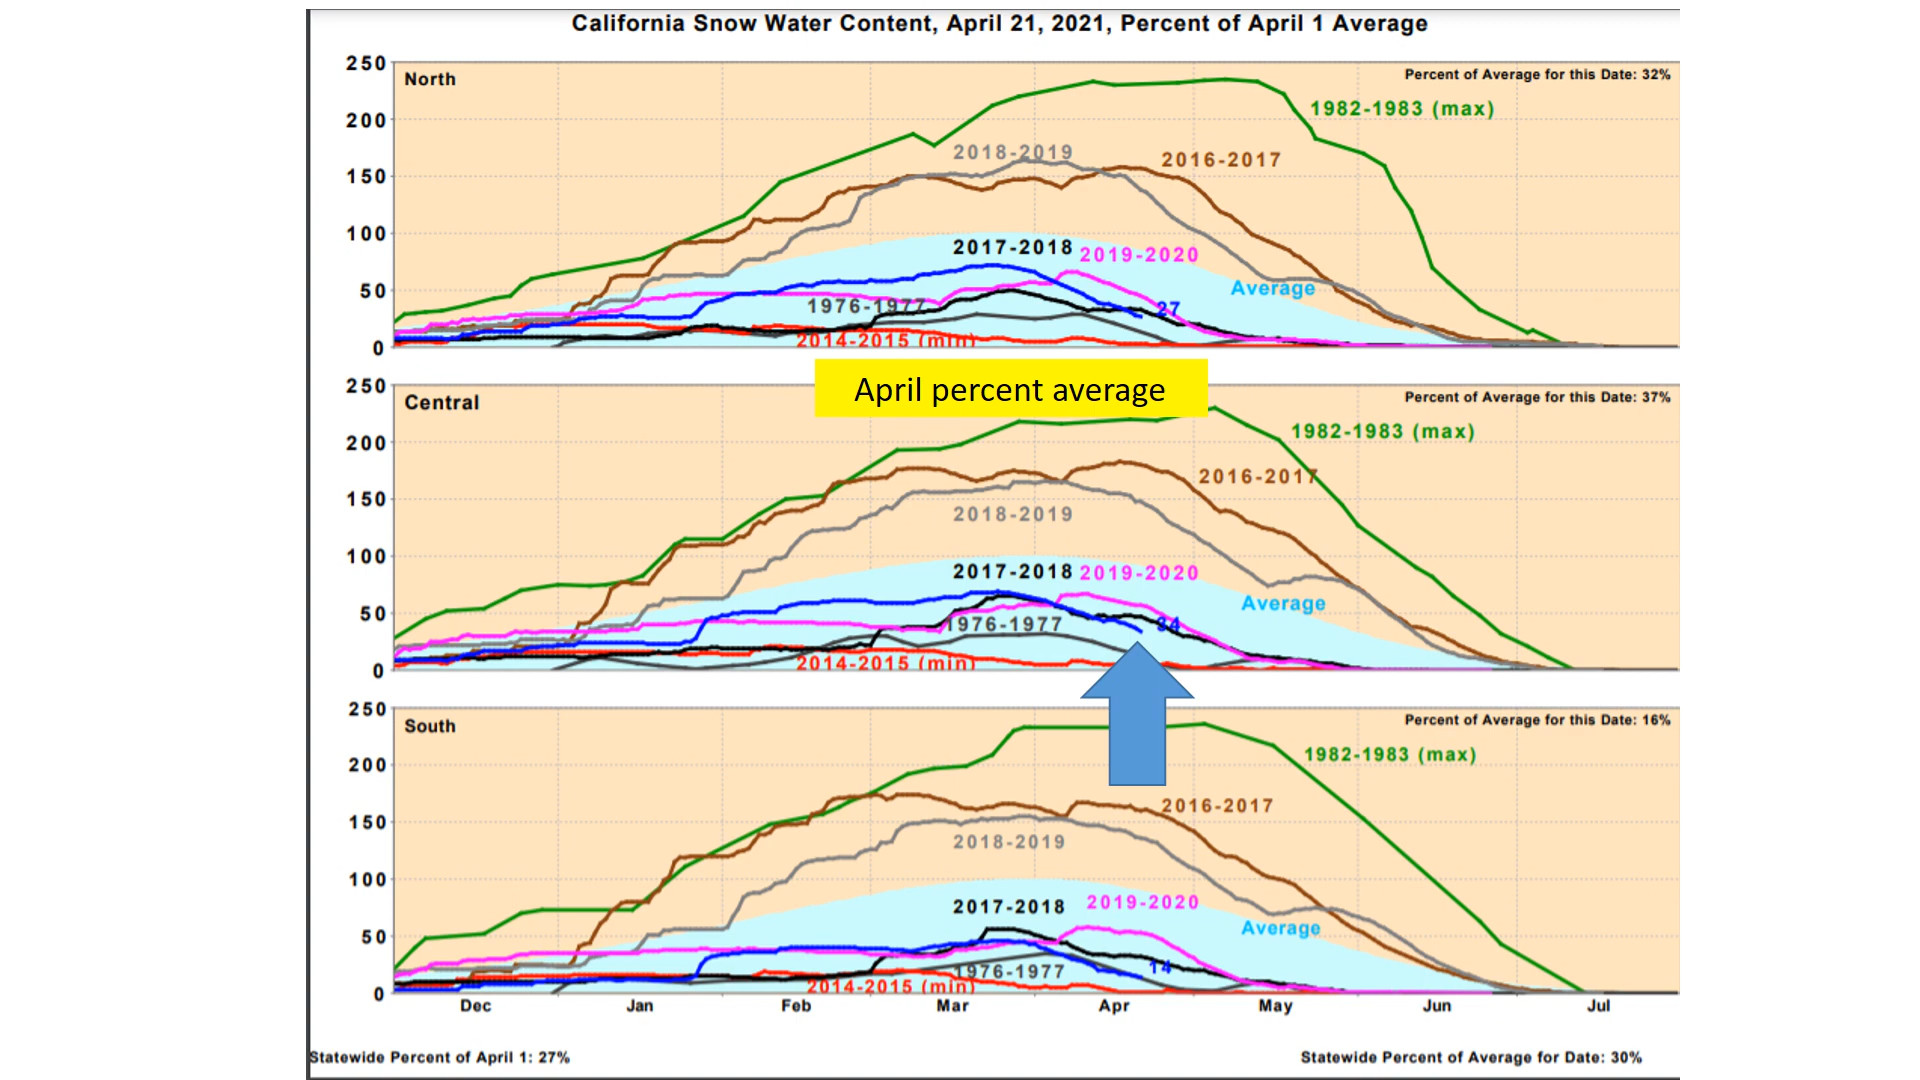 California Snow Water Content, April 21, 2021, Percent of April 1 Average
250
North
Percent of Average for this Date: 32%
1982-1983 (max)
200
2018-2019
2016-2017
150
100
2017-2018
2019-2020
Average
50
1976-1977
27
2014-2015 (min)
0
April percent average
250
Central
Percent of Average for this Date: 37%
1982-1983 (max)
200
2016-2017
150
2018-2019
100
2017-2018
2019-2020
Average
50
1976-1977
34
2014-2015 (min)
0
250
South
Percent of Average for this Date: 16%
1982-1983 (max)
200
2016-2017
150
2018-2019
100
2017-2018
2019-2020
Average
50
1976-1977
14
2014-2015 (min)
0
Dec Jan Feb Mar Apr May Jun Jul
Statewide Percent of April 1: 27%
Statewide Percent of Average for Date: 30%